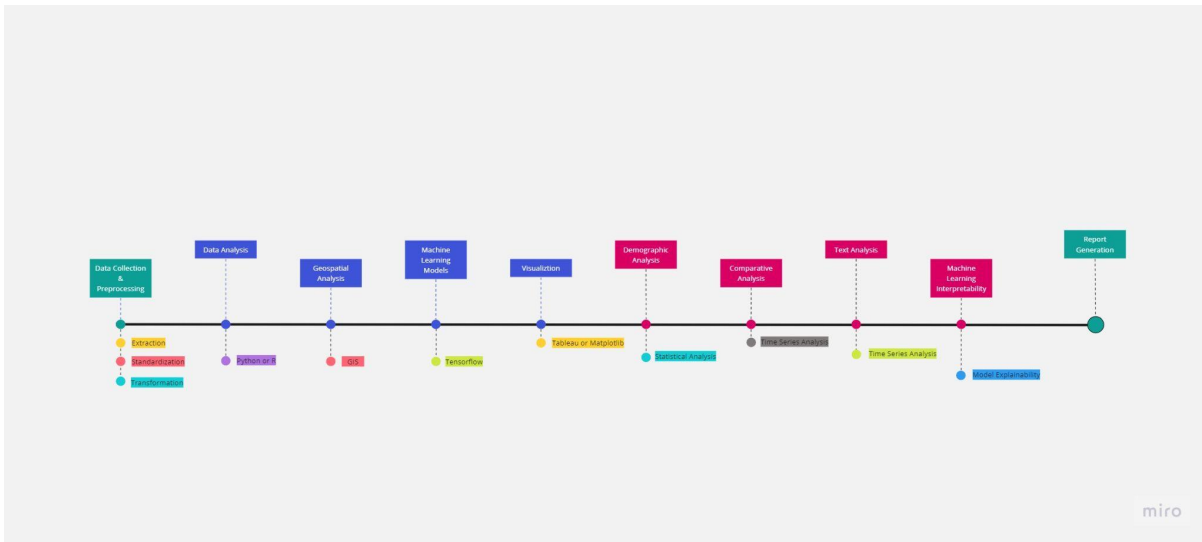 Data Collection
&
Preprocessing
Data Analysis
Geospatial
Analysis
Machine
Learning
Models
Visualiztion
Demographic
Analysis
Comparative
Analysis
Text Analysis
Machine
Learning
Interpretability
Report
Generation
Extraction
Standardization
Transformation
Python or R
GIS
Tensorflow
Tableau or Matplotlib
Statistical Analysis
Time Series Analysis
Time Series Analysis
Model Explainability
miro